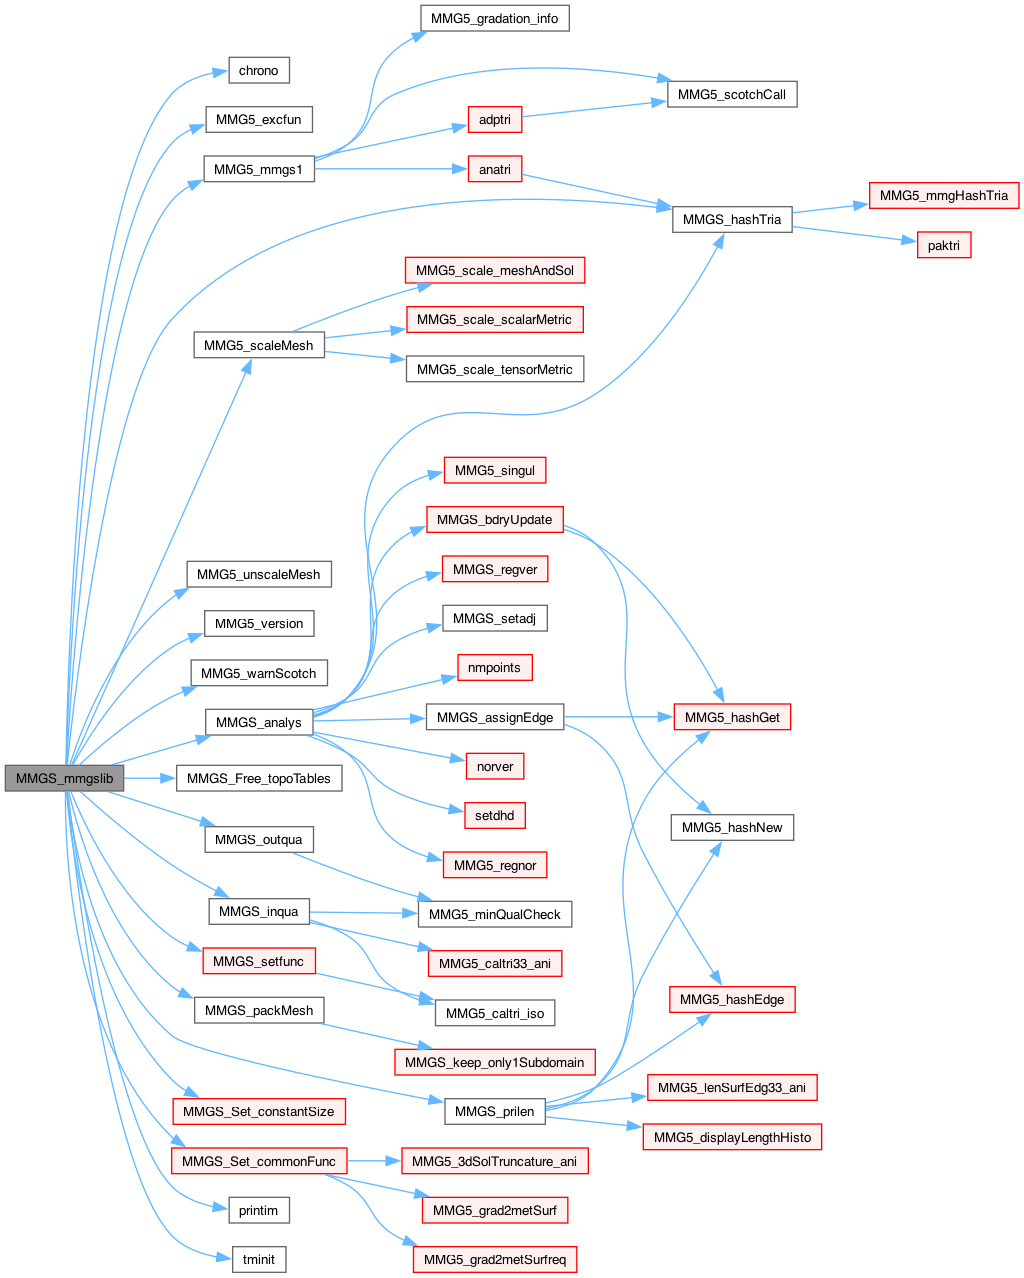 MMG5_gradation_info
chrono
MMG5_scotchCall
MMG5_excfun
adptri
MMG5_mmgs1
anatri
MMG5_mmgHashTria
MMGS_hashTria
paktri
MMG5_scale_meshAndSol
MMG5_scale_scalarMetric
MMG5_scaleMesh
MMG5_scale_tensorMetric
MMG5_singul
MMGS_bdryUpdate
MMGS_regver
MMG5_unscaleMesh
MMGS_setadj
MMG5_version
nmpoints
MMG5_warnScotch
MMGS_assignEdge
MMG5_hashGet
MMGS_analys
norver
MMGS_mmgslib
MMGS_Free_topoTables
setdhd
MMG5_hashNew
MMGS_outqua
MMG5_regnor
MMGS_inqua
MMG5_minQualCheck
MMGS_setfunc
MMG5_caltri33_ani
MMG5_hashEdge
MMGS_packMesh
MMG5_caltri_iso
MMGS_keep_only1Subdomain
MMG5_lenSurfEdg33_ani
MMGS_Set_constantSize
MMGS_prilen
MMG5_displayLengthHisto
MMGS_Set_commonFunc
MMG5_3dSolTruncature_ani
printim
MMG5_grad2metSurf
tminit
MMG5_grad2metSurfreq